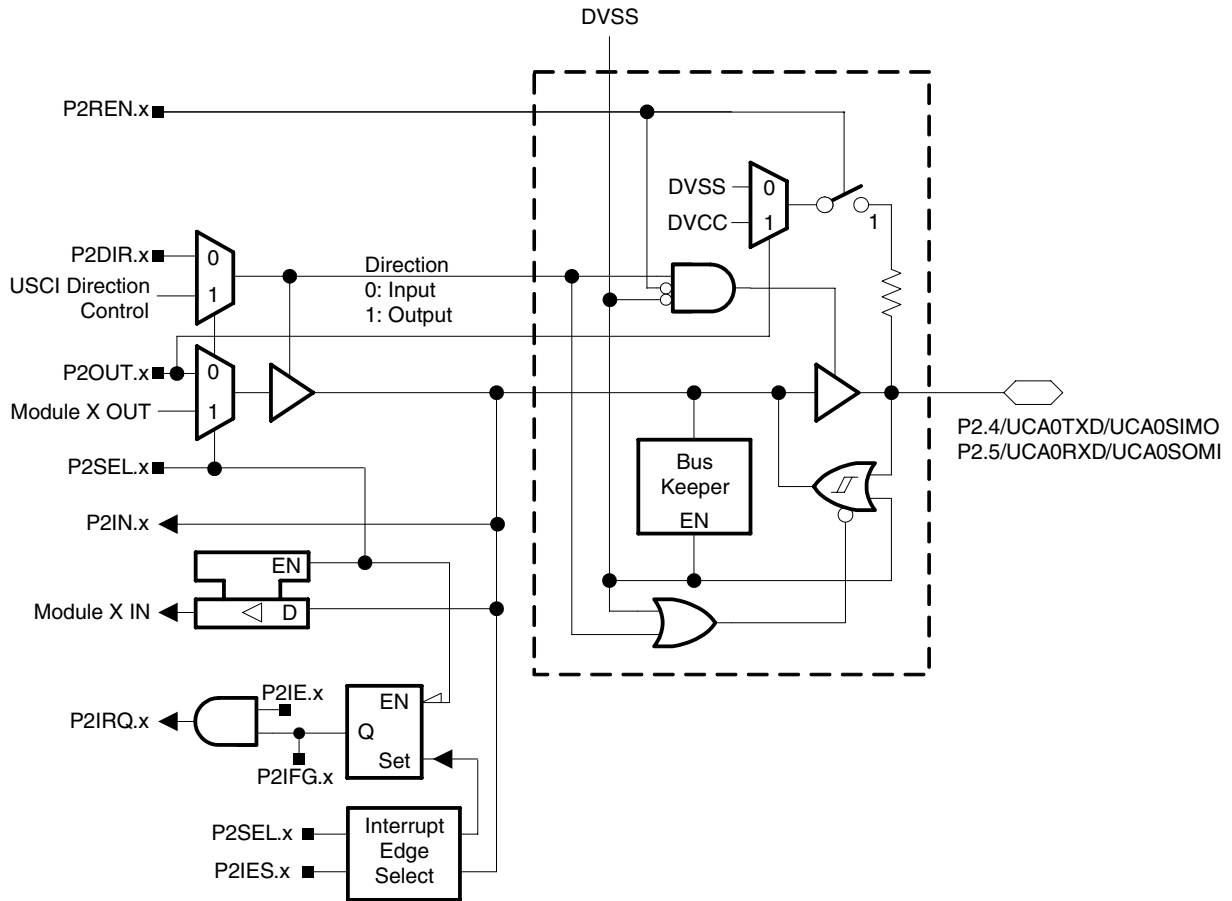 DVSS
P2REN.x
DVSS
0
DVCC
1
1
P2DIR.x
0
USCI Direction
Control
1
Direction
0: Input
1: Output
P2OUT.x
0
Module X OUT
1
P2.4/UCA0TXD/UCA0SIMO
P2.5/UCA0RXD/UCA0SOMI
P2SEL.x
Bus
Keeper
EN
P2IN.x
EN
Module X IN
D
P2IE.x
EN
P2IRQ.x
Q
P2IFG.x
Set
P2SEL.x
P2IES.x
Interrupt
Edge
Select